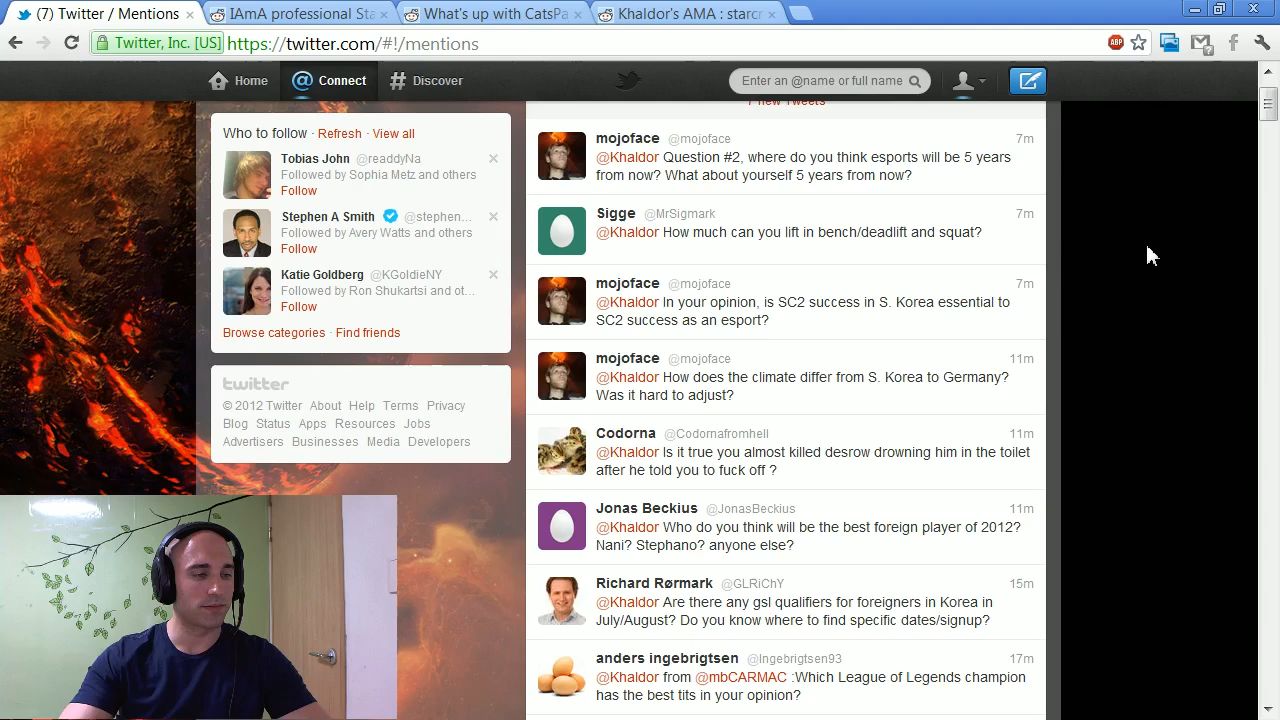 (7) Twitter / Mentions
IAmA professional Sta
What's up with CatsPa
Khaldor's AMA : starcr
Twitter, Inc. [US]
https://twitter.com/#!/mentions
ABP
Home
Connect
Discover
Enter an @name or full name
7 new Tweets
Who to follow · Refresh · View all
Tobias John @readdyNa
Followed by Sophia Metz and others
Follow
Stephen A Smith @stephen...
Followed by Avery Watts and others
Follow
Katie Goldberg @KGoldieNY
Followed by Ron Shukartsi and ot...
Follow
Browse categories · Find friends
twitter
© 2012 Twitter About Help Terms Privacy
Blog Status Apps Resources Jobs
Advertisers Businesses Media Developers
mojoface @mojoface 7m
@Khaldor Question #2, where do you think esports will be 5 years
from now? What about yourself 5 years from now?
Sigge @MrSigmark 7m
@Khaldor How much can you lift in bench/deadlift and squat?
mojoface @mojoface 7m
@Khaldor In your opinion, is SC2 success in S. Korea essential to
SC2 success as an esport?
mojoface @mojoface 11m
@Khaldor How does the climate differ from S. Korea to Germany?
Was it hard to adjust?
Codorna @Codornafromhell 11m
@Khaldor Is it true you almost killed desrow drowning him in the toilet
after he told you to fuck off ?
Jonas Beckius @JonasBeckius 11m
@Khaldor Who do you think will be the best foreign player of 2012?
Nani? Stephano? anyone else?
Richard Rørmark @GLRiChY 15m
@Khaldor Are there any gsl qualifiers for foreigners in Korea in
July/August? Do you know where to find specific dates/signup?
anders ingebrigtsen @Ingebrigtsen93 17m
@Khaldor from @mbCARMAC :Which League of Legends champion
has the best tits in your opinion?